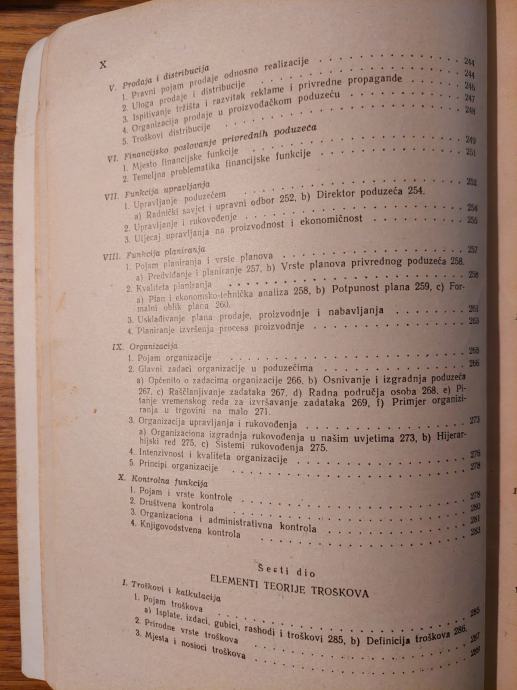 X
V. Prodaja i distribucija
1. Pravni pojam prodaje odnosno realizacije 244
2. Uloga prodaje i distribucije 244
3. Ispitivanje tržišta i razvitak reklame i privredne propagande 246
4. Organizacija prodaje u proizvođačkom poduzeću 247
5. Troškovi distribucije 248
VI. Financijsko poslovanje privrednih poduzeća
1. Mjesto financijske funkcije 249
2. Temeljna problematika financijske funkcije 251
VII. Funkcija upravljanja
1. Upravljanje poduzećem 252
a) Radnički savjet i upravni odbor 252, b) Direktor poduzeća 254.
2. Upravljanje i rukovođenje 254
3. Utjecaj upravljanja na proizvodnost i ekonomičnost 255
VIII. Funkcija planiranja
1. Pojam planiranja i vrste planova 257
a) Predviđanje i planiranje 257, b) Vrste planova privrednog poduzeća 258.
2. Kvaliteta planiranja 258
a) Plan i ekonomsko-tehnička analiza 258, b) Potpunost plana 259, c) For-
malni oblik plana 260.
3. Usklađivanje plana prodaje, proizvodnje i nabavljanja 261
4. Planiranje izvršenja procesa proizvodnje 263
IX. Organizacija
1. Pojam organizacije 265
2. Glavni zadaci organizacije u poduzećima 266
a) Općenito o zadacima organizacije 266, b) Osnivanje i izgradnja poduzeća
267, c) Raščlanjivanje zadataka 267, d) Radna područja osoba 268, e) Pi-
tanje vremenskog reda za izvršavanje zadataka 269, f) Primjer organizi-
ranja u trgovini na malo 271.
3. Organizacija upravljanja i rukovođenja 273
a) Organizaciona izgradnja rukovođenja u našim uvjetima 273, b) Hijerar-
hijski red 275, c) Sistemi rukovođenja 275.
4. Intenzivnost i kvaliteta organizacije 276
5. Principi organizacije 278
X. Kontrolna funkcija
1. Pojam i vrste kontrole 278
2. Društvena kontrola 280
3. Organizaciona i administrativna kontrola 281
4. Knjigovodstvena kontrola 283
Šesti dio
ELEMENTI TEORIJE TROŠKOVA
I. Troškovi i kalkulacija
1. Pojam troškova 285
a) Isplate, izdaci, gubici, rashodi i troškovi 285, b) Definicija troškova 286.
2. Prirodne vrste troškova 287
3. Mjesta i nosioci troškova 289